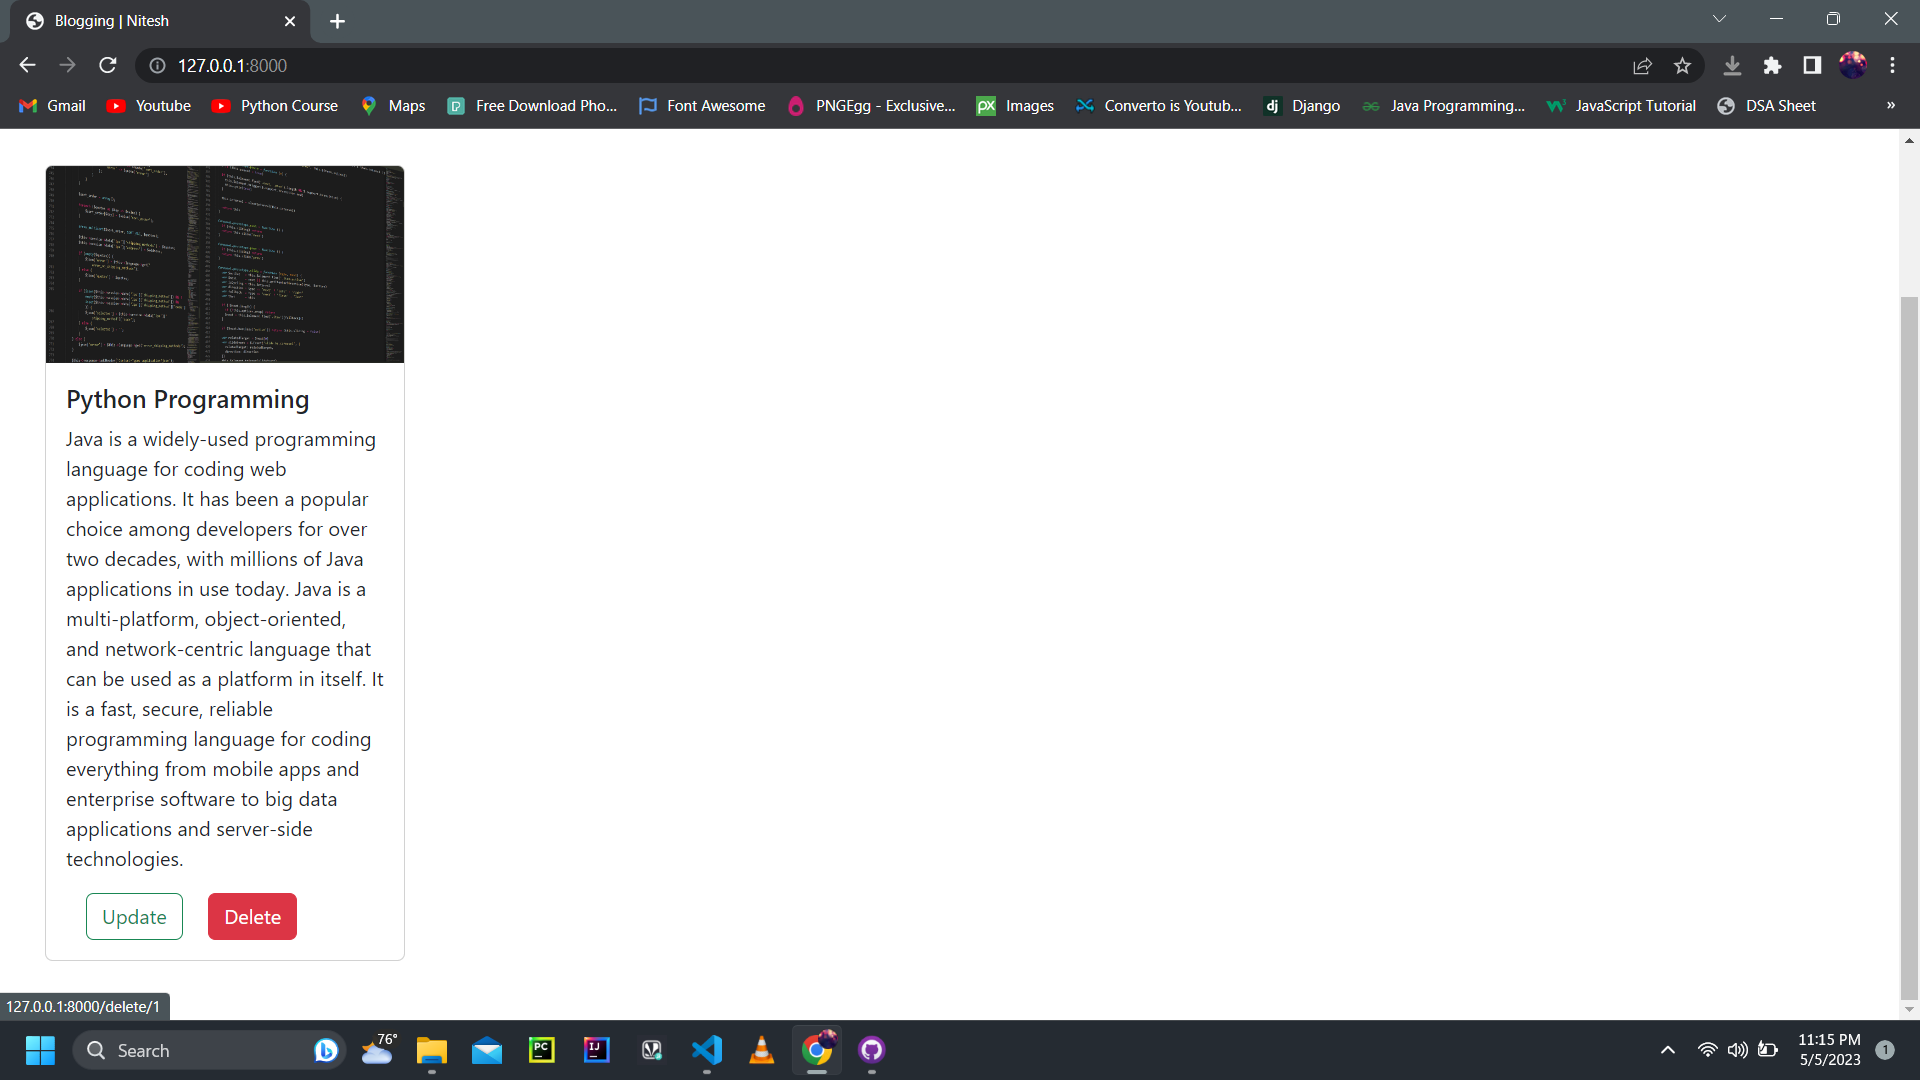 Blogging | Nitesh
127.0.0.1:8000
Gmail
Youtube
Python Course
Maps
Free Download Pho...
Font Awesome
PNGEgg - Exclusive...
px Images
Converto is Youtub...
dj Django
Java Programming...
JavaScript Tutorial
DSA Sheet
»
Python Programming
Java is a widely-used programming
language for coding web
applications. It has been a popular
choice among developers for over
two decades, with millions of Java
applications in use today. Java is a
multi-platform, object-oriented,
and network-centric language that
can be used as a platform in itself. It
is a fast, secure, reliable
programming language for coding
everything from mobile apps and
enterprise software to big data
applications and server-side
technologies.
Update
Delete
127.0.0.1:8000/delete/1
Search
76°
PC
IJ
11:15 PM
5/5/2023
1